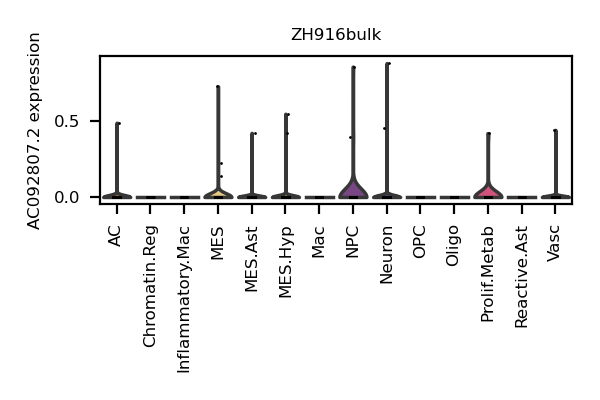 ZH916bulk
AC092807.2 expression
0.5
0.0
AC
Chromatin.Reg
Inflammatory.Mac
MES
MES.Ast
MES.Hyp
Mac
NPC
Neuron
OPC
Oligo
Prolif.Metab
Reactive.Ast
Vasc